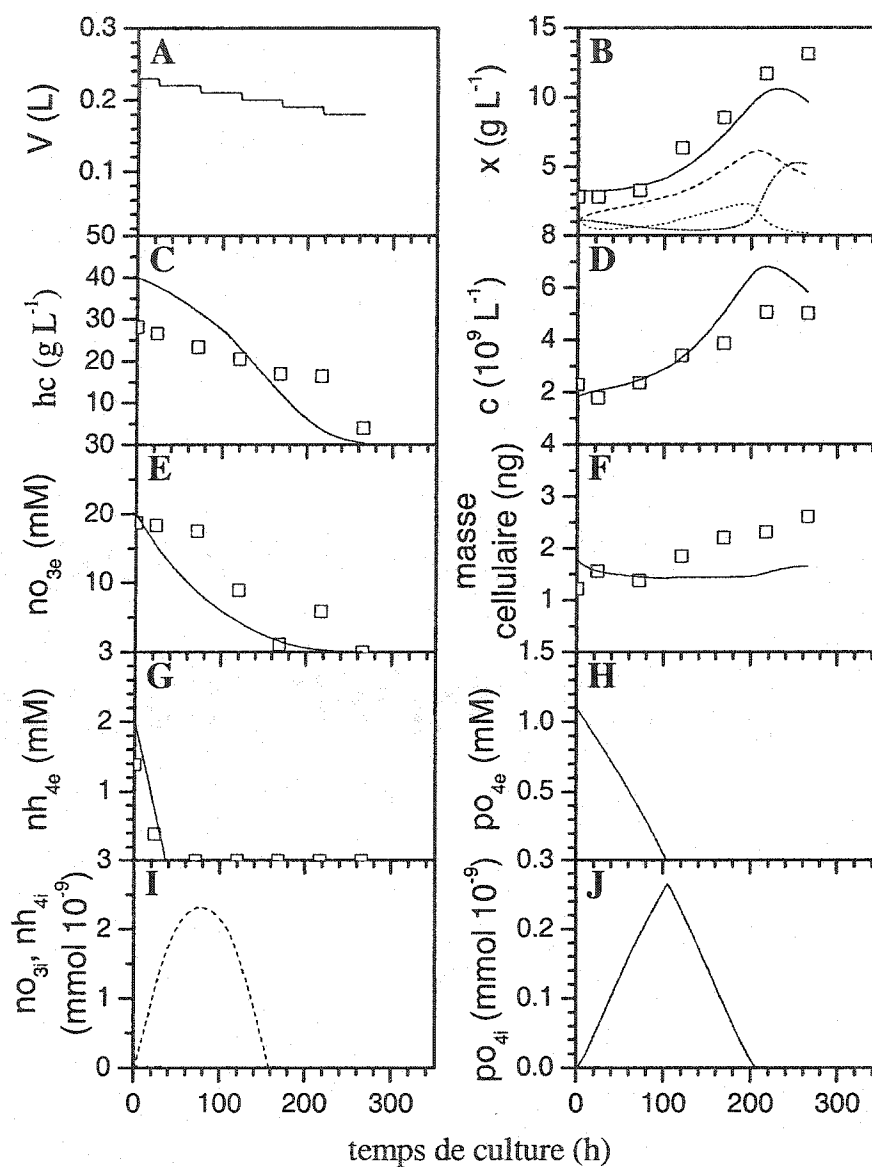 0.3
0.2
0.1
50
V (L)
A
15
10
5
8
x (g L⁻¹)
B
40
30
20
10
30
hc (g L⁻¹)
C
6
4
2
4
c (10⁹ L⁻¹)
D
20
10
3
no₃ₑ (mM)
E
3
2
1
1.5
masse
cellulaire (ng)
F
2
1
3
nh₄ₑ (mM)
G
1.0
0.5
0.3
po₄ₑ (mM)
H
2
1
0
no₃ᵢ, nh₄ᵢ
(mmol 10⁻⁹)
I
0.2
0.1
0.0
po₄ᵢ (mmol 10⁻⁹)
J
0 100 200 300
0 100 200 300
temps de culture (h)